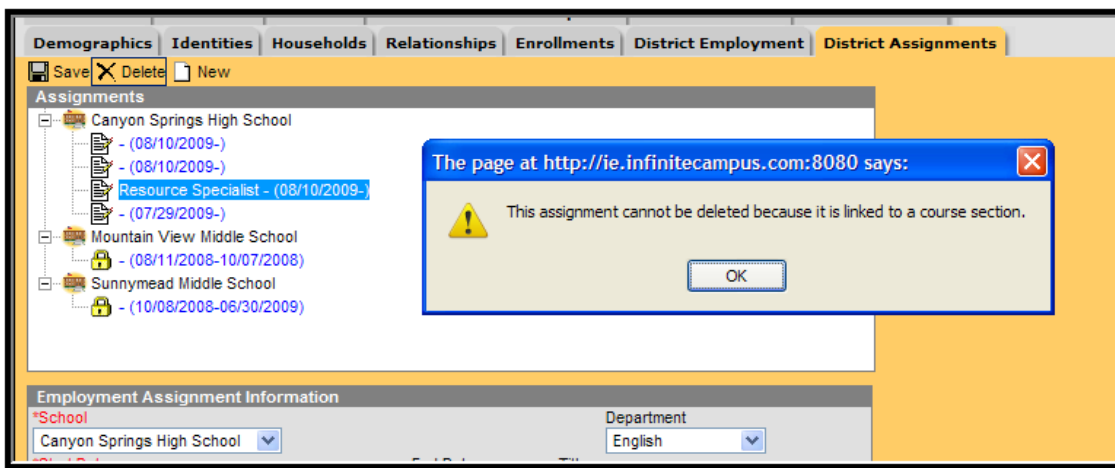 Demographics Identities Households Relationships Enrollments District Employment District Assignments
Save Delete New
Assignments
Canyon Springs High School
- (08/10/2009-)
- (08/10/2009-)
Resource Specialist - (08/10/2009-)
- (07/29/2009-)
Mountain View Middle School
- (08/11/2008-10/07/2008)
Sunnymead Middle School
- (10/08/2008-06/30/2009)
The page at http://ie.infinitecampus.com:8080 says:
This assignment cannot be deleted because it is linked to a course section.
OK
Employment Assignment Information
*School Department
Canyon Springs High School English